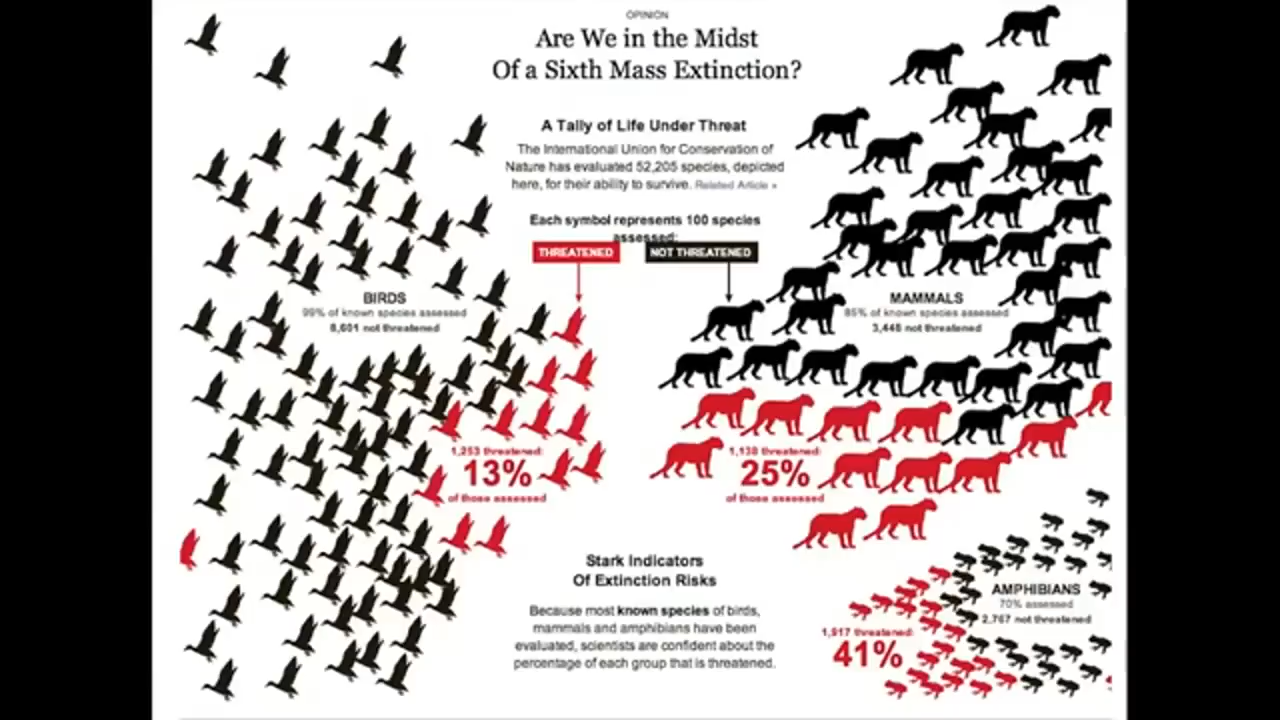 OPINION
Are We in the Midst
Of a Sixth Mass Extinction?
A Tally of Life Under Threat
The International Union for Conservation of
Nature has evaluated 52,205 species, depicted
here, for their ability to survive. Related Article »
Each symbol represents 100 species
assessed:
THREATENED
NOT THREATENED
BIRDS
99% of known species assessed
8,601 not threatened
MAMMALS
85% of known species assessed
3,448 not threatened
1,253 threatened:
13%
of those assessed
1,138 threatened:
25%
of those assessed
Stark Indicators
Of Extinction Risks
Because most known species of birds,
mammals and amphibians have been
evaluated, scientists are confident about the
percentage of each group that is threatened.
AMPHIBIANS
70% assessed
2,767 not threatened
1,917 threatened:
41%